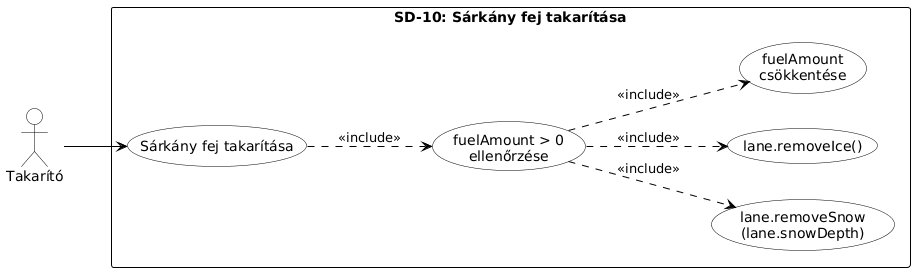 SD-10: Sárkány fej takarítása
Takarító
Sárkány fej takarítása
«include»
fuelAmount > 0
ellenőrzése
«include»
fuelAmount
csökkentése
«include»
lane.removeIce()
«include»
lane.removeSnow
(lane.snowDepth)